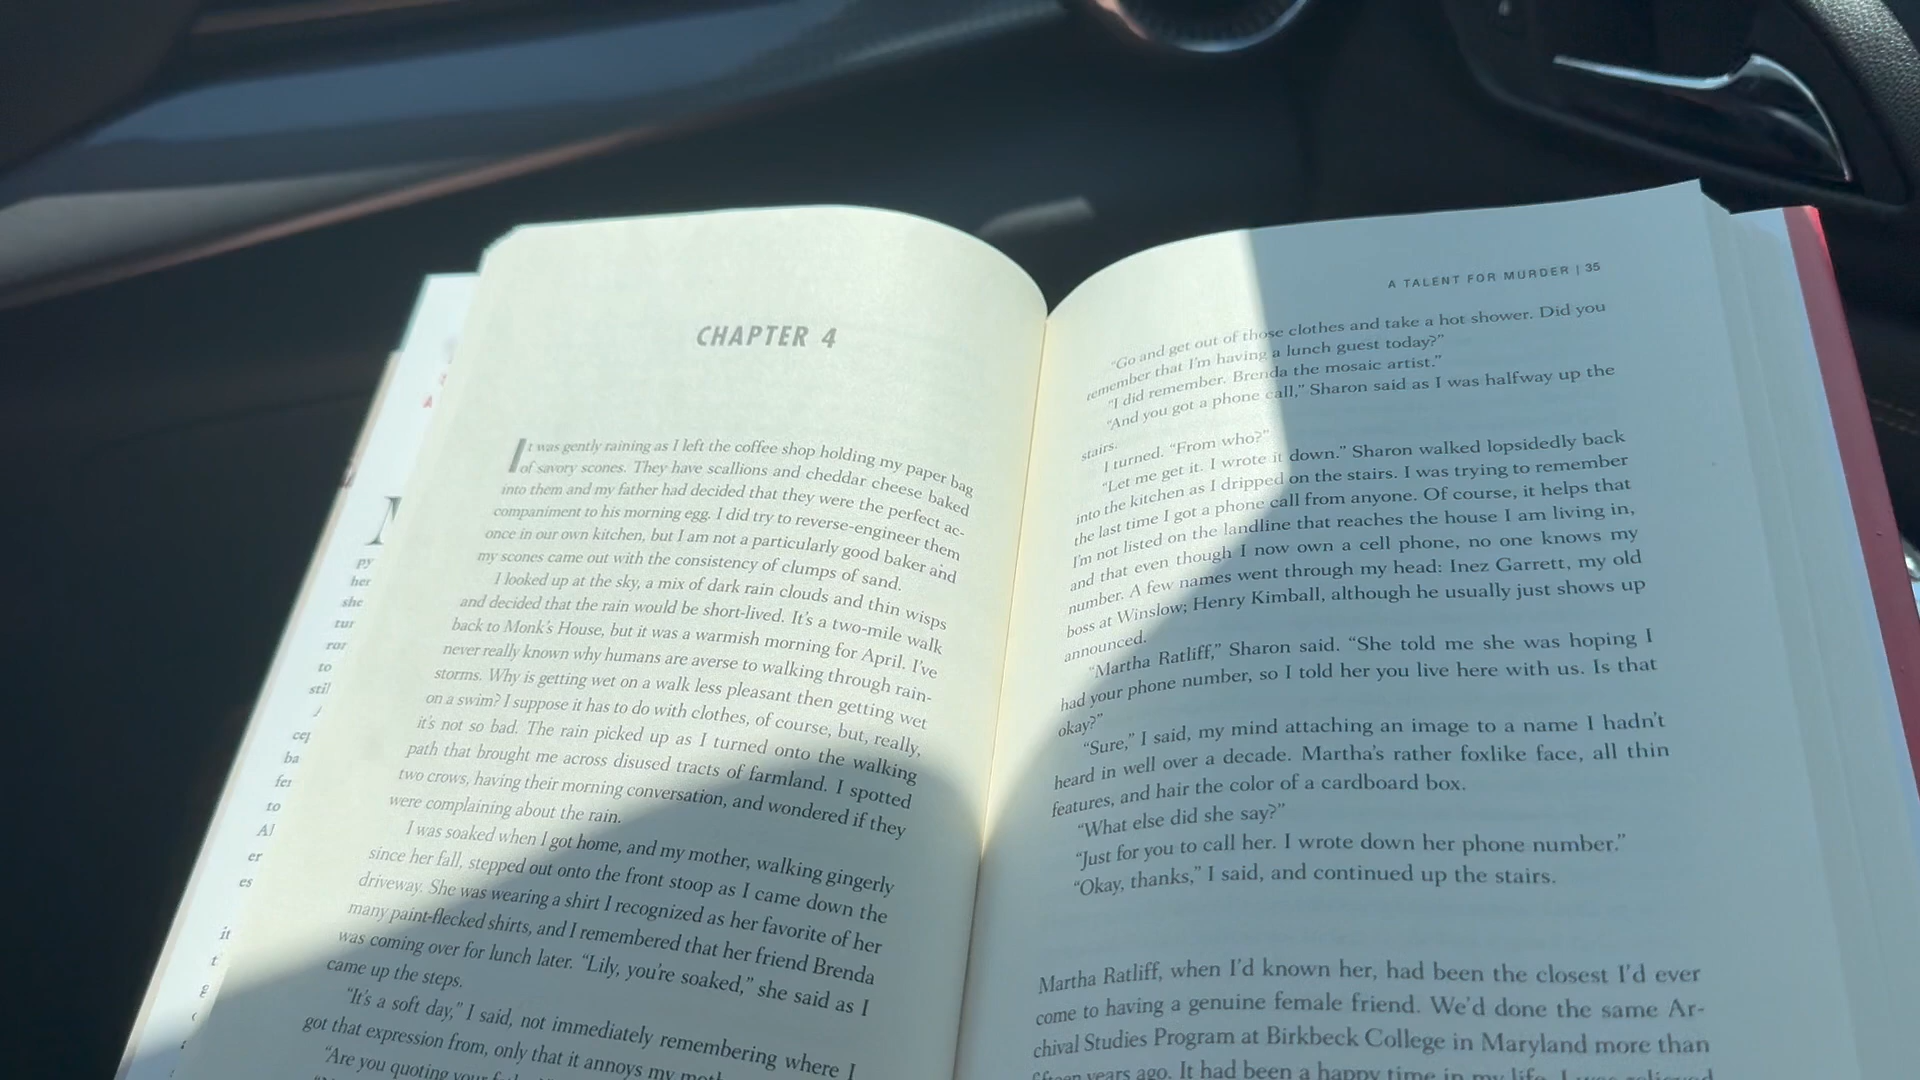 CHAPTER 4
It was gently raining as I left the coffee shop holding my paper bag
of savory scones. They have scallions and cheddar cheese baked
into them and my father had decided that they were the perfect ac-
companiment to his morning egg. I did try to reverse-engineer them
once in our own kitchen, but I am not a particularly good baker and
my scones came out with the consistency of clumps of sand.
I looked up at the sky, a mix of dark rain clouds and thin wisps
and decided that the rain would be short-lived. It's a two-mile walk
back to Monk's House, but it was a warmish morning for April. I've
never really known why humans are averse to walking through rain-
storms. Why is getting wet on a walk less pleasant then getting wet
on a swim? I suppose it has to do with clothes, of course, but, really,
it's not so bad. The rain picked up as I turned onto the walking
path that brought me across disused tracts of farmland. I spotted
two crows, having their morning conversation, and wondered if they
were complaining about the rain.
I was soaked when I got home, and my mother, walking gingerly
since her fall, stepped out onto the front stoop as I came down the
driveway. She was wearing a shirt I recognized as her favorite of her
many paint-flecked shirts, and I remembered that her friend Brenda
was coming over for lunch later. "Lily, you're soaked," she said as I
came up the steps.
"It's a soft day," I said, not immediately remembering where I
got that expression from, only that it annoys my
"Are you quoting your
A TALENT FOR MURDER | 35
"Go and get out of those clothes and take a hot shower. Did you
remember that I'm having a lunch guest today?"
"I did remember. Brenda the mosaic artist."
"And you got a phone call," Sharon said as I was halfway up the
stairs.
I turned. "From who?"
"Let me get it. I wrote it down." Sharon walked lopsidedly back
into the kitchen as I dripped on the stairs. I was trying to remember
the last time I got a phone call from anyone. Of course, it helps that
I'm not listed on the landline that reaches the house I am living in,
and that even though I now own a cell phone, no one knows my
number. A few names went through my head: Inez Garrett, my old
boss at Winslow; Henry Kimball, although he usually just shows up
announced.
"Martha Ratliff," Sharon said. "She told me she was hoping I
had your phone number, so I told her you live here with us. Is that
okay?"
"Sure," I said, my mind attaching an image to a name I hadn't
heard in well over a decade. Martha's rather foxlike face, all thin
features, and hair the color of a cardboard box.
"What else did she say?"
"Just for you to call her. I wrote down her phone number."
"Okay, thanks," I said, and continued up the stairs.
Martha Ratliff, when I'd known her, had been the closest I'd ever
come to having a genuine female friend. We'd done the same Ar-
chival Studies Program at Birkbeck College in Maryland more than
years ago. It had been a happy time in my life. I was